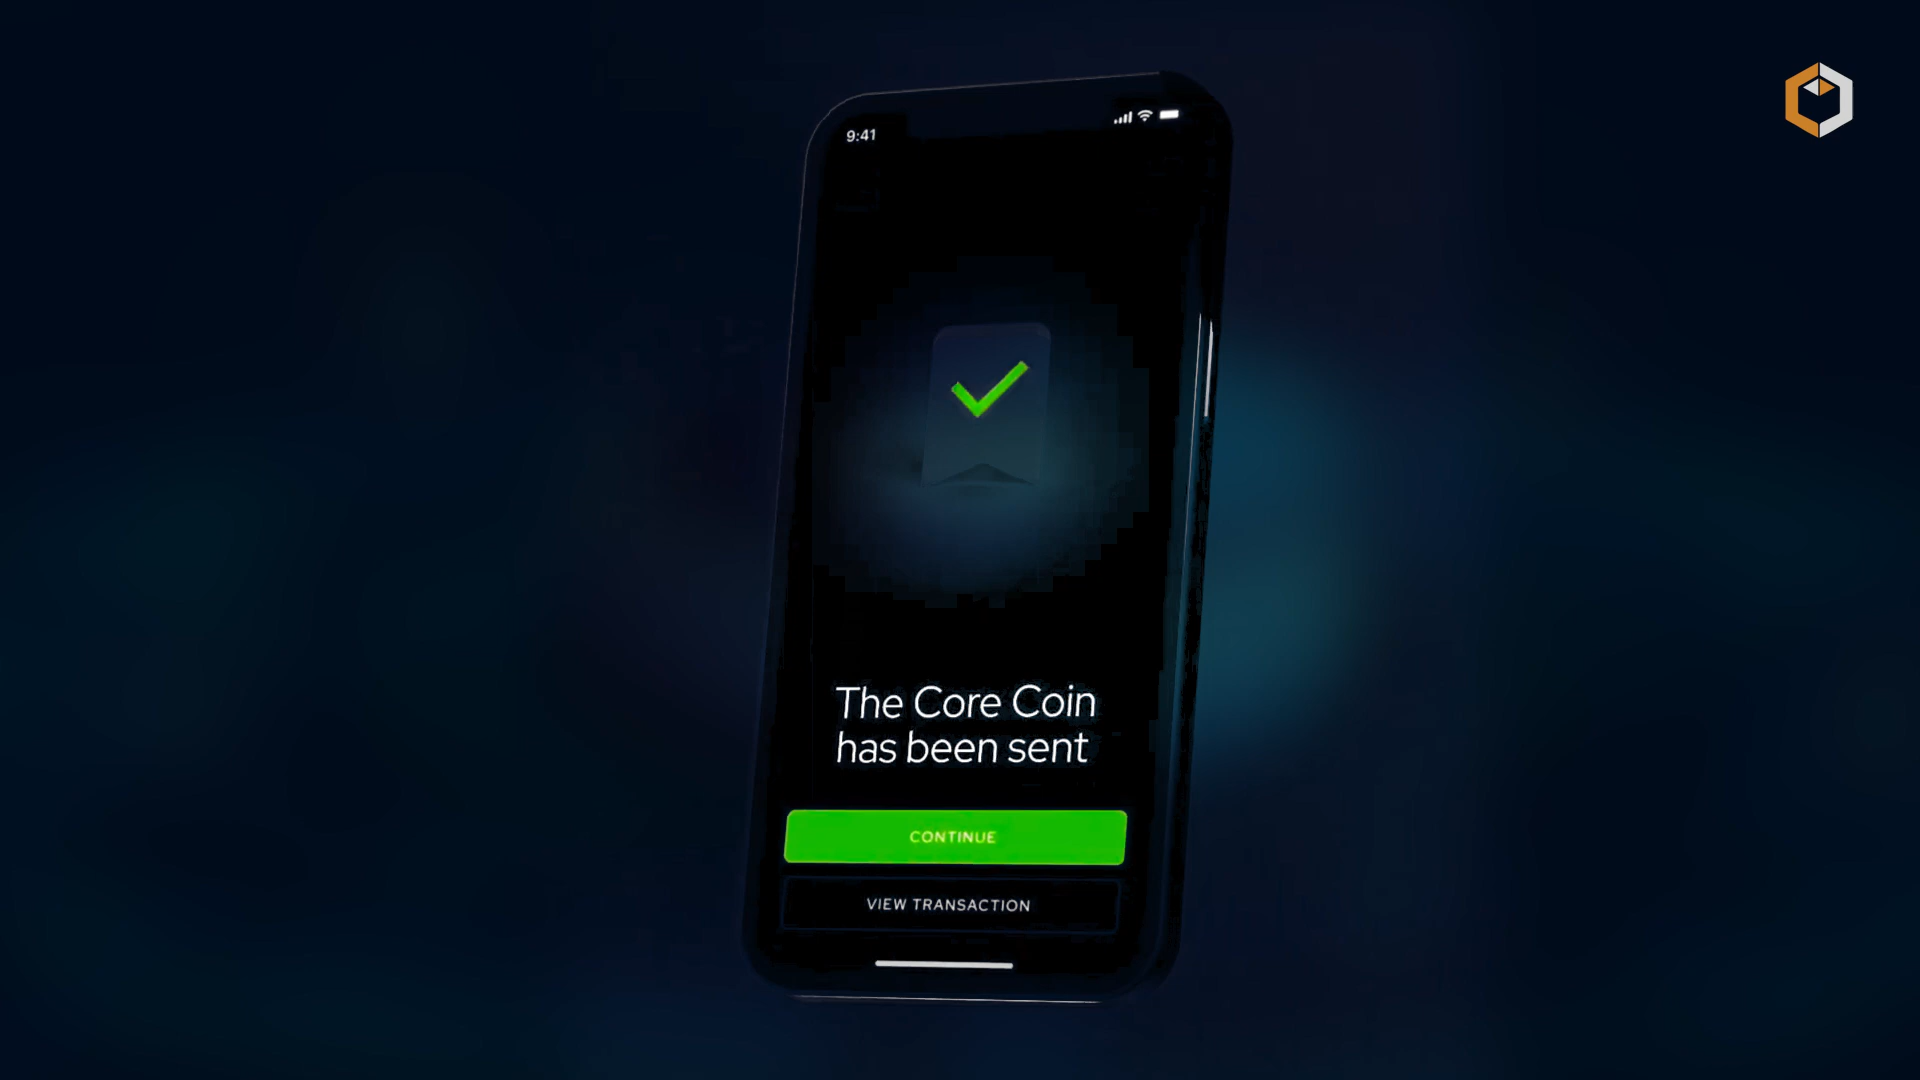 9:41
The Core Coin
has been sent
CONTINUE
VIEW TRANSACTION